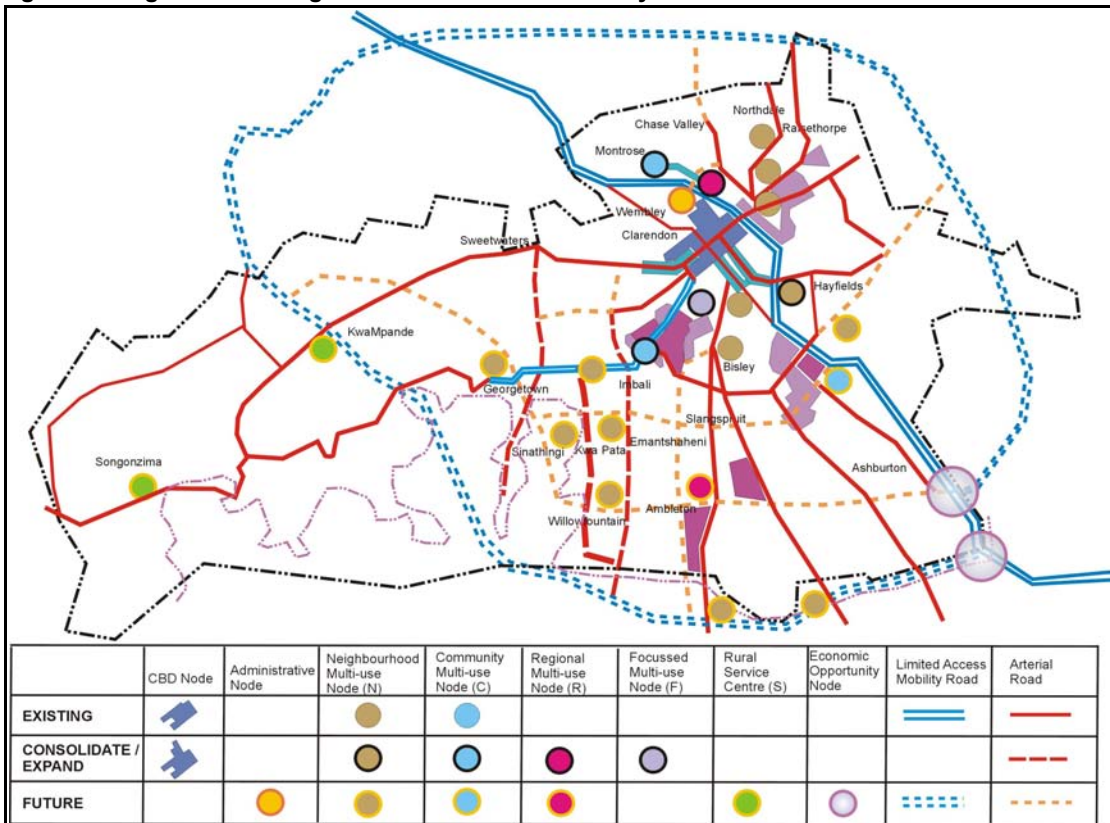 Northdale
Raisethorpe
Chase Valley
Montrose
Wembley
Clarendon
Sweetwaters
Hayfields
KwaMpande
Georgetown
Imbali
Bisley
Slangspruit
Sinathingi
Kwa Pata
Emantshaheni
Songonzima
Ashburton
Ambleton
Willowfountain
CBD Node
Administrative
Node
Neighbourhood
Multi-use
Node (N)
Community
Multi-use
Node (C)
Regional
Multi-use
Node (R)
Focussed
Multi-use
Node (F)
Rural
Service
Centre (S)
Economic
Opportunity
Node
Limited Access
Mobility Road
Arterial
Road
EXISTING
CONSOLIDATE /
EXPAND
FUTURE